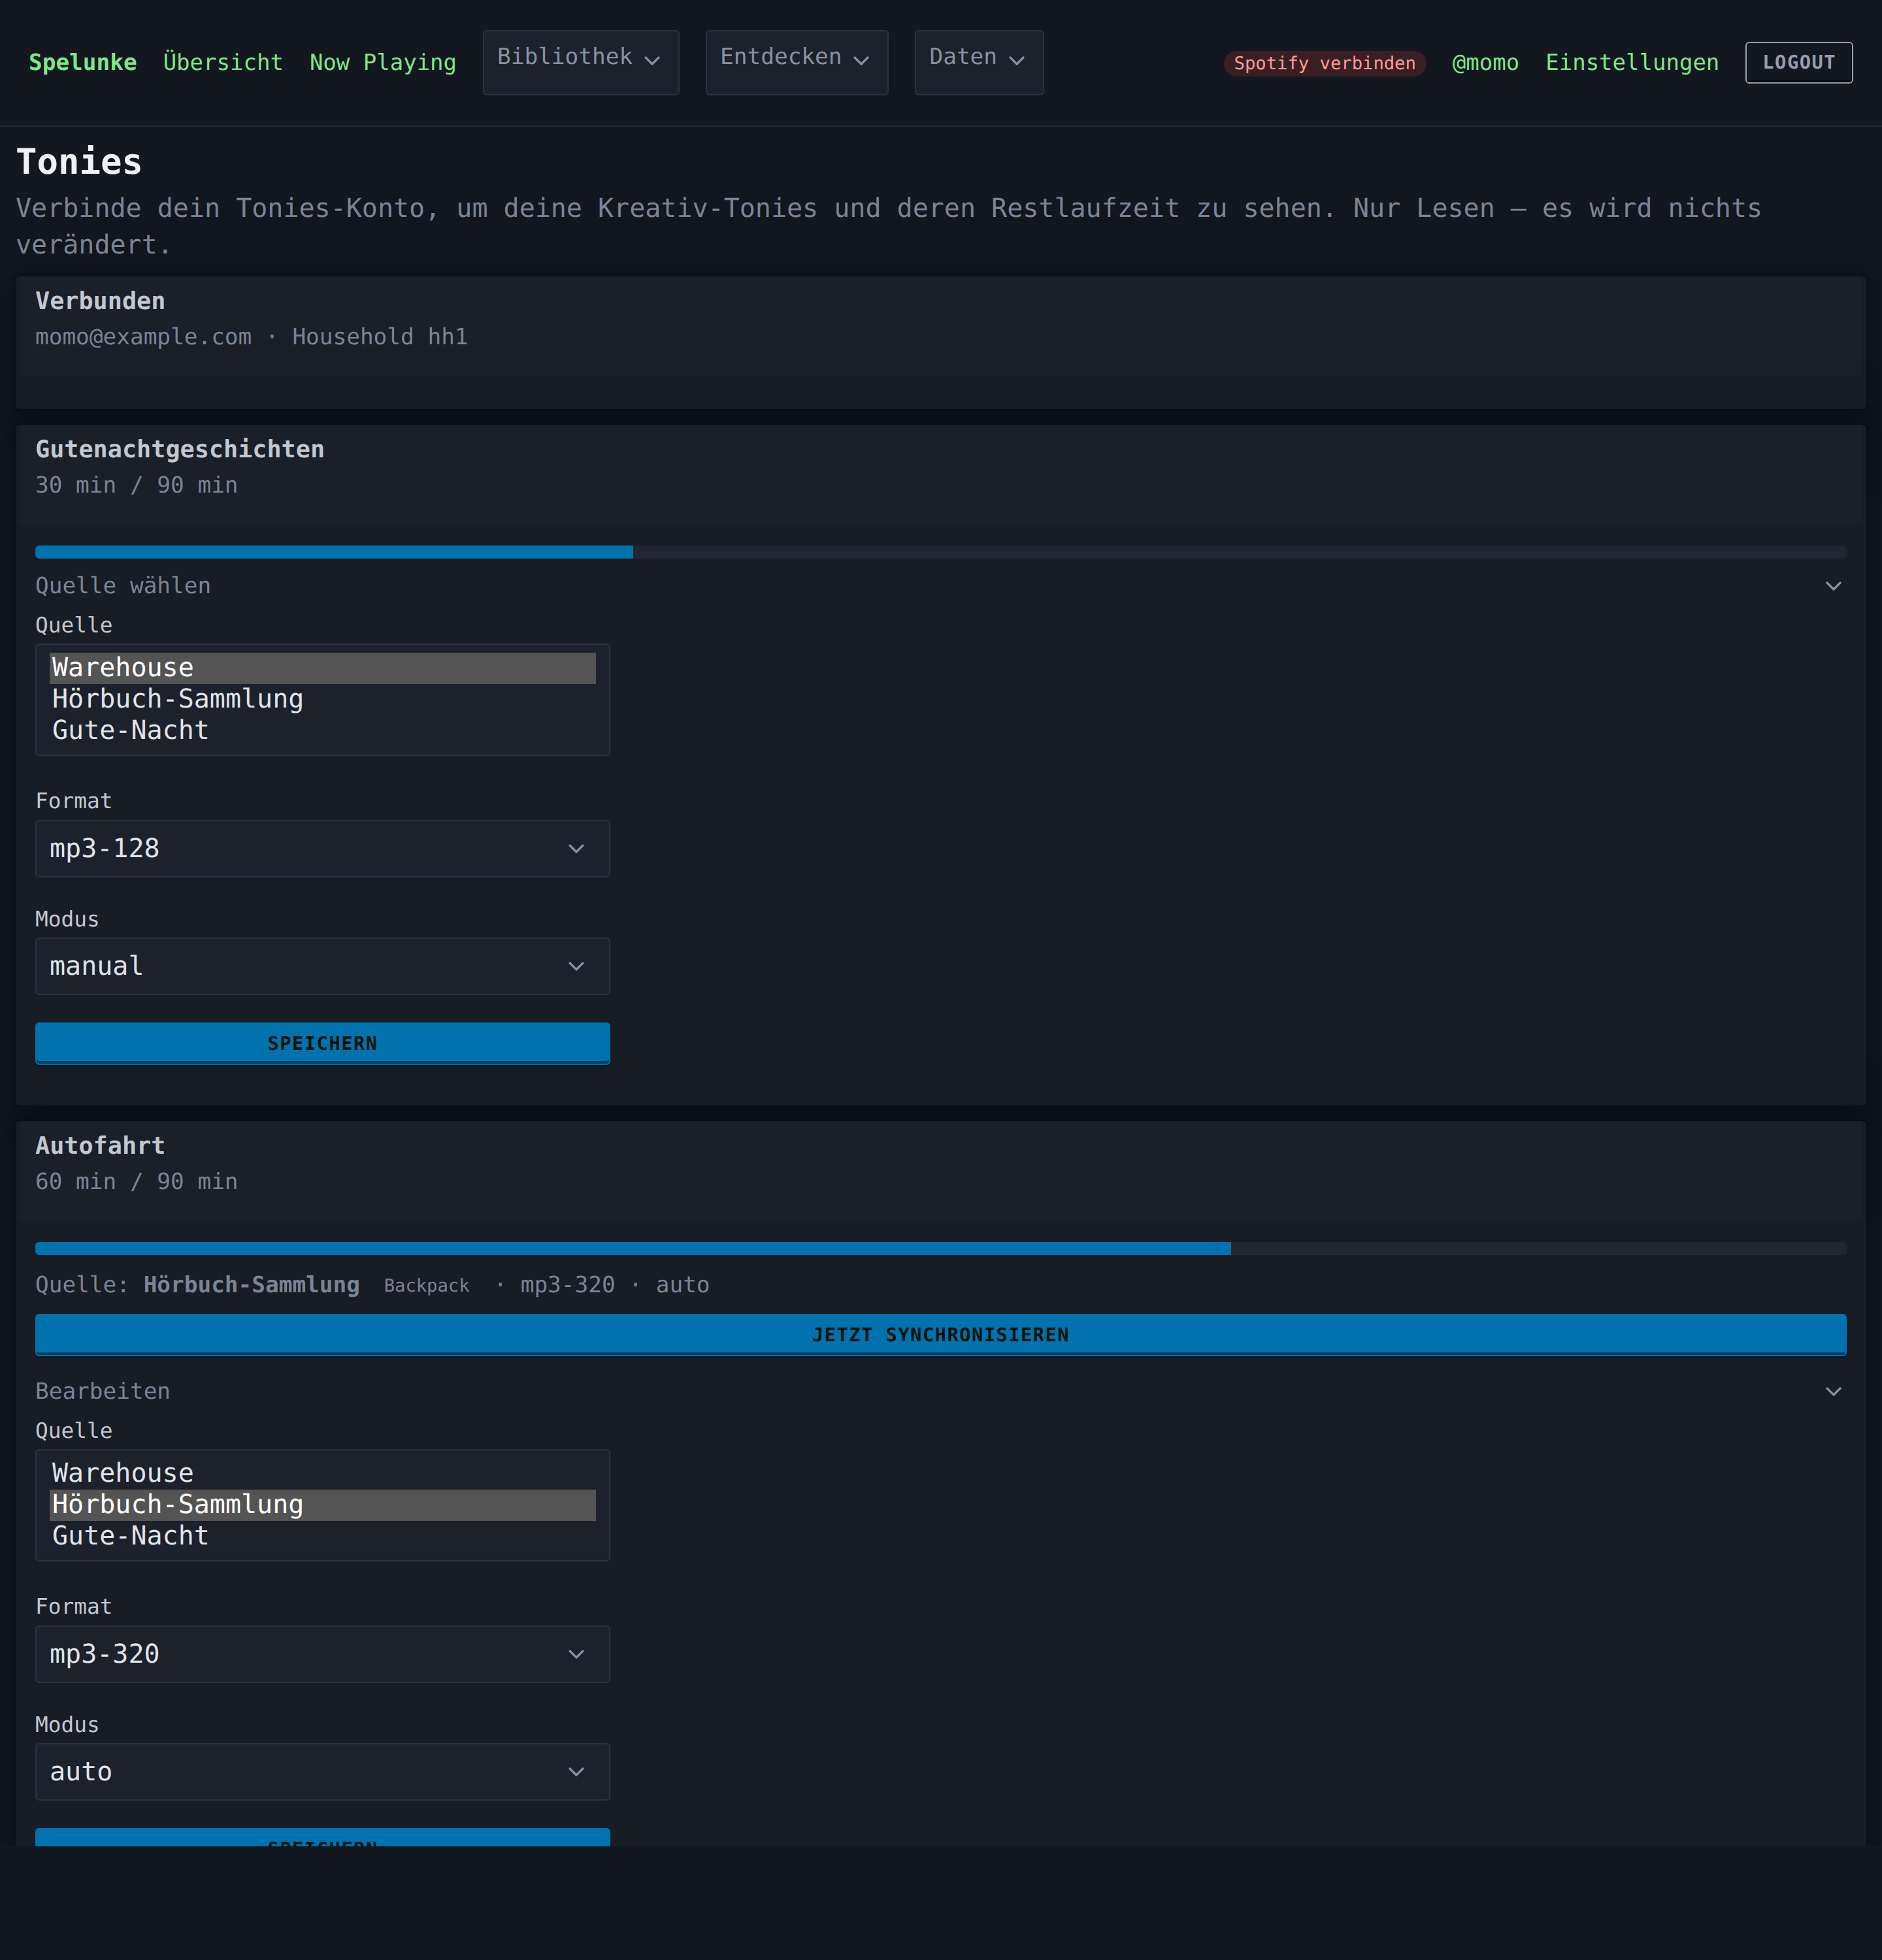 Spelunke Übersicht Now Playing Bibliothek Entdecken Daten Spotify verbinden @momo Einstellungen LOGOUT
Tonies
Verbinde dein Tonies-Konto, um deine Kreativ-Tonies und deren Restlaufzeit zu sehen. Nur Lesen — es wird nichts
verändert.
Verbunden
momo@example.com · Household hh1
Gutenachtgeschichten
30 min / 90 min
Quelle wählen
Quelle
Warehouse
Hörbuch-Sammlung
Gute-Nacht
Format
mp3-128
Modus
manual
SPEICHERN
Autofahrt
60 min / 90 min
Quelle: Hörbuch-Sammlung Backpack · mp3-320 · auto
JETZT SYNCHRONISIEREN
Bearbeiten
Quelle
Warehouse
Hörbuch-Sammlung
Gute-Nacht
Format
mp3-320
Modus
auto
SPEICHERN